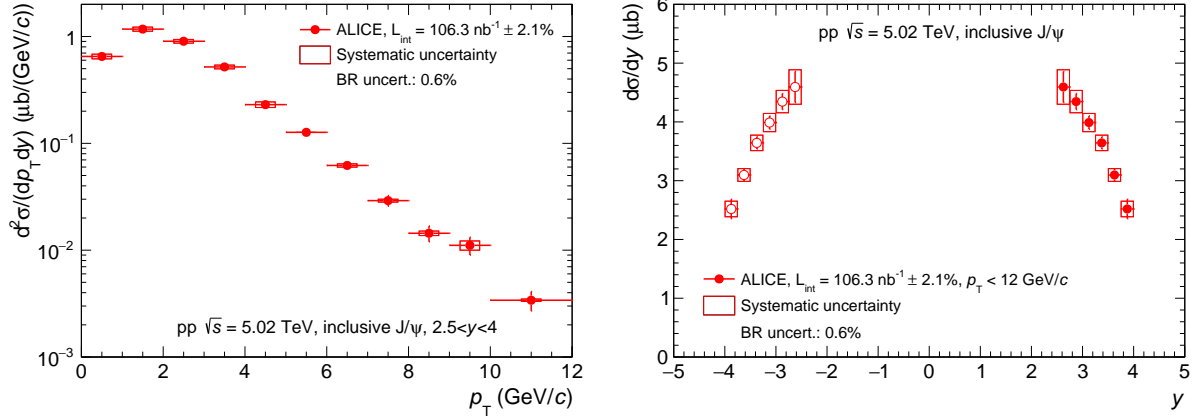 d²σ/(dp_T dy) (μb/(GeV/c))
1
10⁻¹
10⁻²
10⁻³
ALICE, L_int = 106.3 nb⁻¹ ± 2.1%
Systematic uncertainty
BR uncert.: 0.6%
pp √s = 5.02 TeV, inclusive J/ψ, 2.5<y<4
0 2 4 6 8 10 12
p_T (GeV/c)
dσ/dy (μb)
6
5
4
3
2
1
0
pp √s = 5.02 TeV, inclusive J/ψ
ALICE, L_int = 106.3 nb⁻¹ ± 2.1%, p_T < 12 GeV/c
Systematic uncertainty
BR uncert.: 0.6%
−5 −4 −3 −2 −1 0 1 2 3 4 5
y